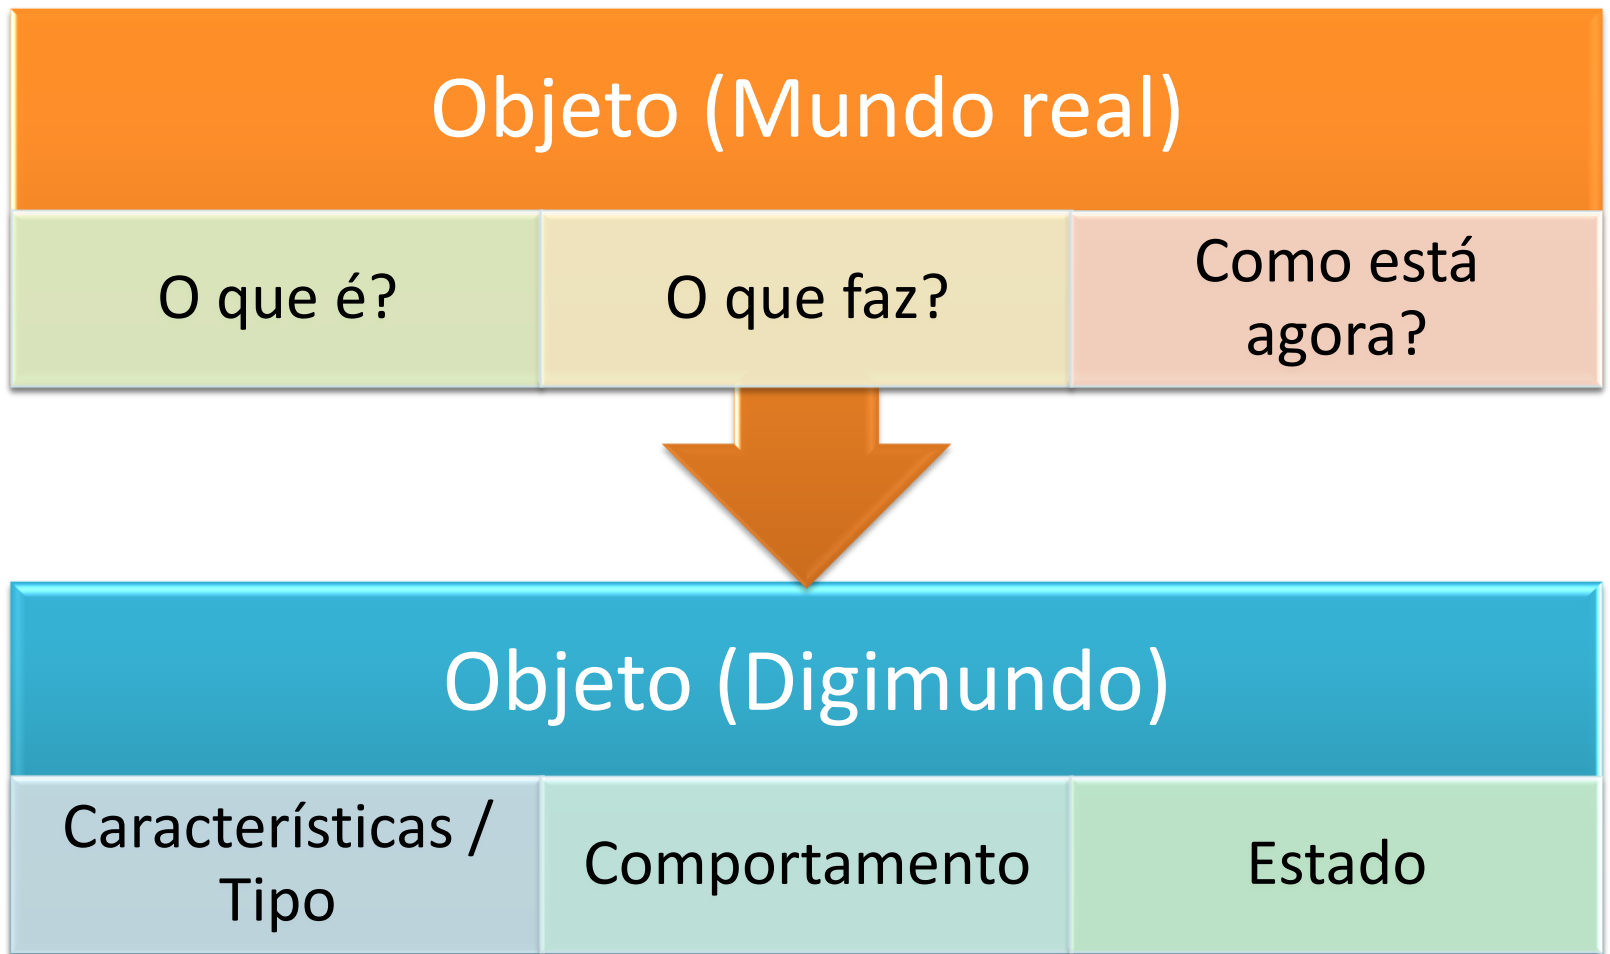 Objeto (Mundo real)
O que é?
O que faz?
Como está
agora?
Objeto (Digimundo)
Características /
Tipo
Comportamento
Estado